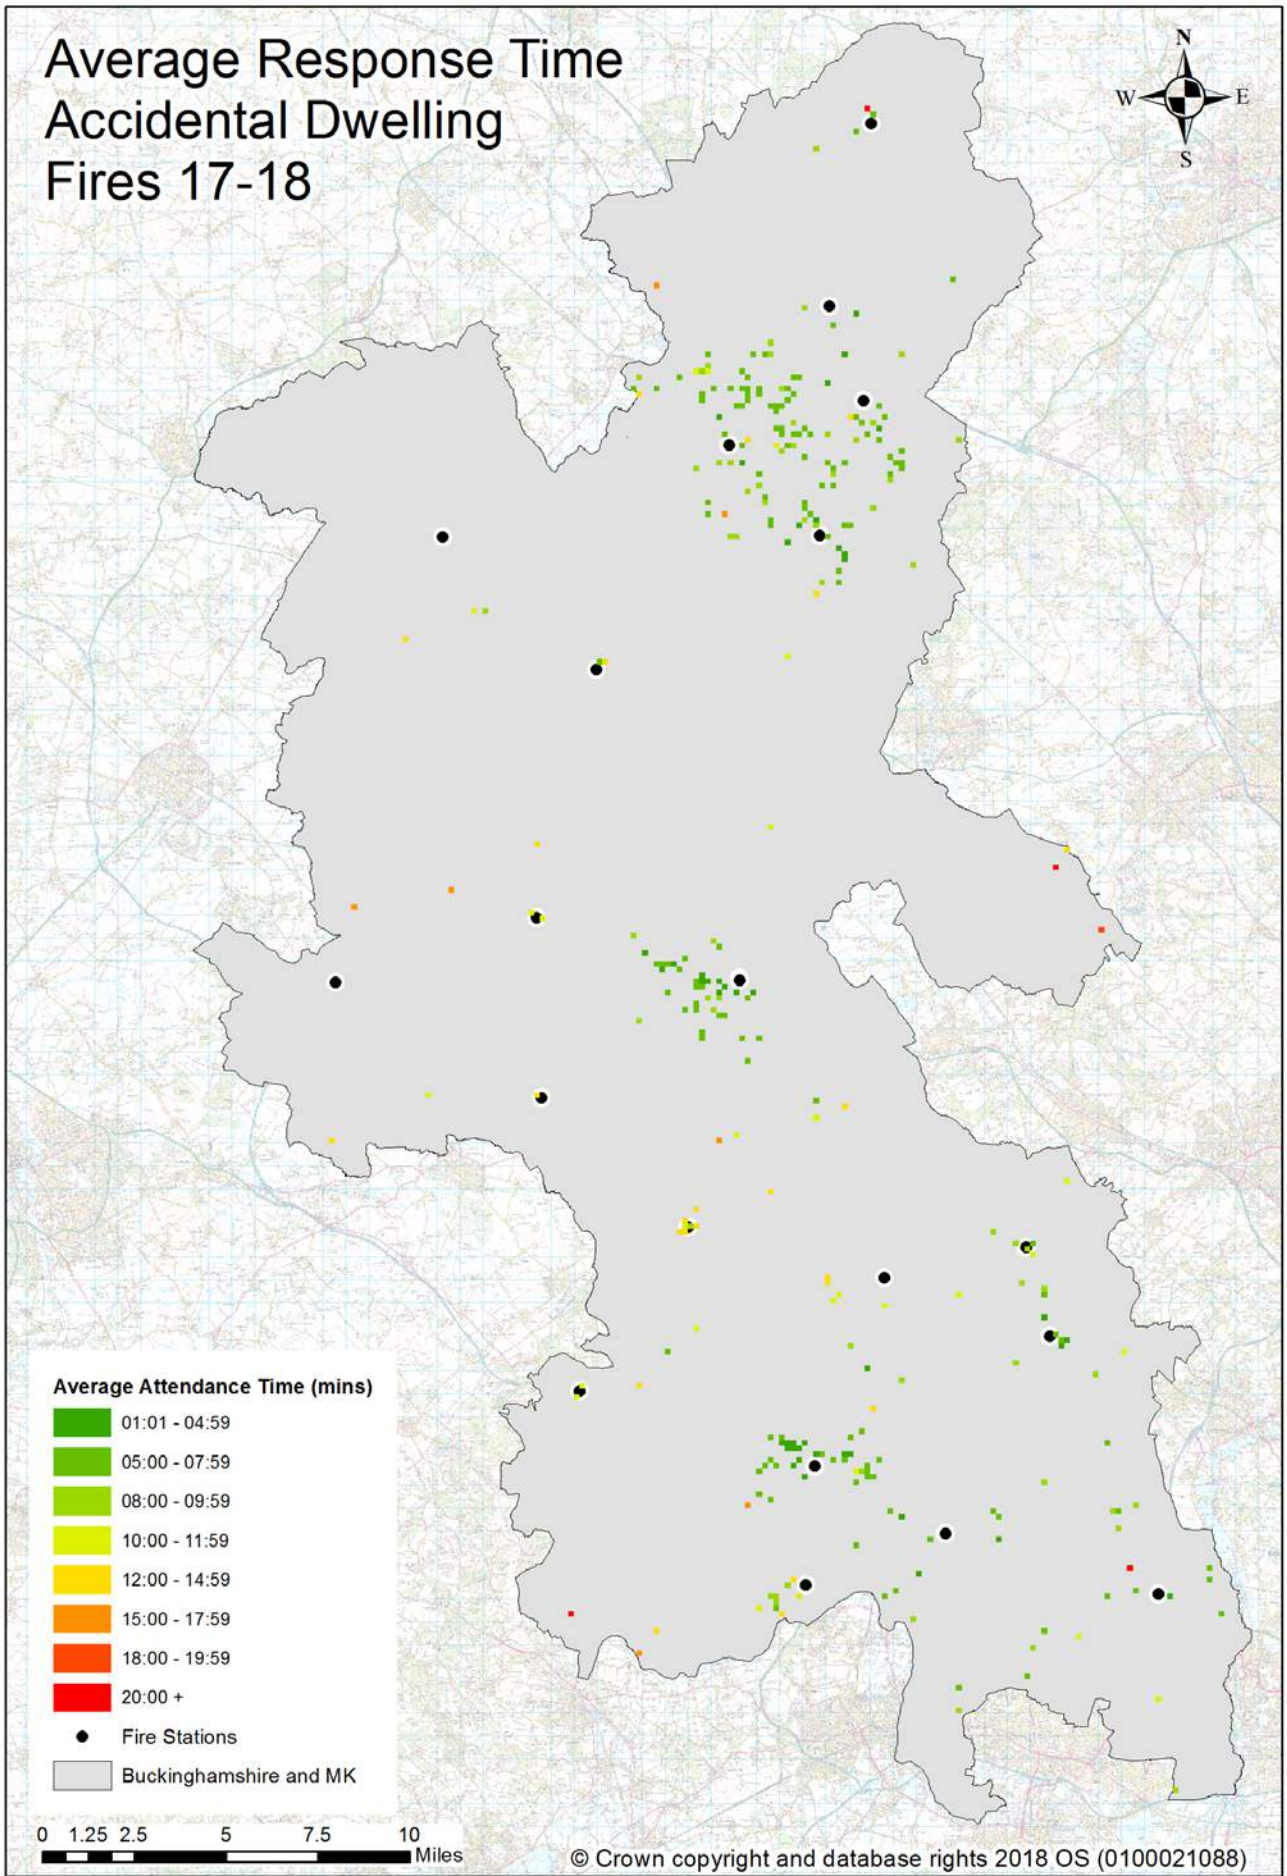 Average Response Time
Accidental Dwelling
Fires 17-18
N
W E
S
Average Attendance Time (mins)
01:01 - 04:59
05:00 - 07:59
08:00 - 09:59
10:00 - 11:59
12:00 - 14:59
15:00 - 17:59
18:00 - 19:59
20:00 +
Fire Stations
Buckinghamshire and MK
0 1.25 2.5 5 7.5 10
Miles
© Crown copyright and database rights 2018 OS (0100021088)